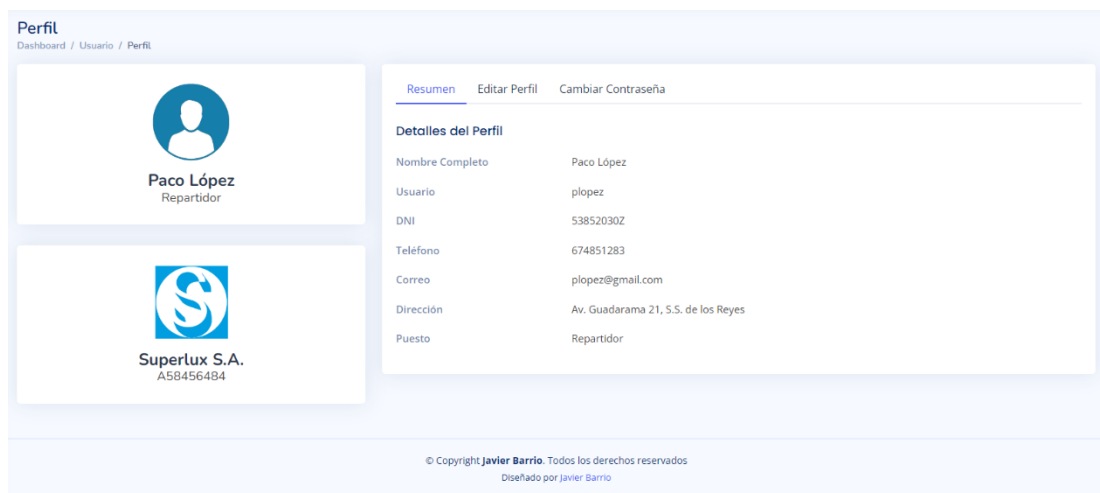 Perfil
Dashboard / Usuario / Perfil
Paco López
Repartidor
Superlux S.A.
A58456484
Resumen Editar Perfil Cambiar Contraseña
Detalles del Perfil
Nombre Completo Paco López
Usuario plopez
DNI 53852030Z
Teléfono 674851283
Correo plopez@gmail.com
Dirección Av. Guadarama 21, S.S. de los Reyes
Puesto Repartidor
© Copyright Javier Barrio. Todos los derechos reservados
Diseñado por Javier Barrio